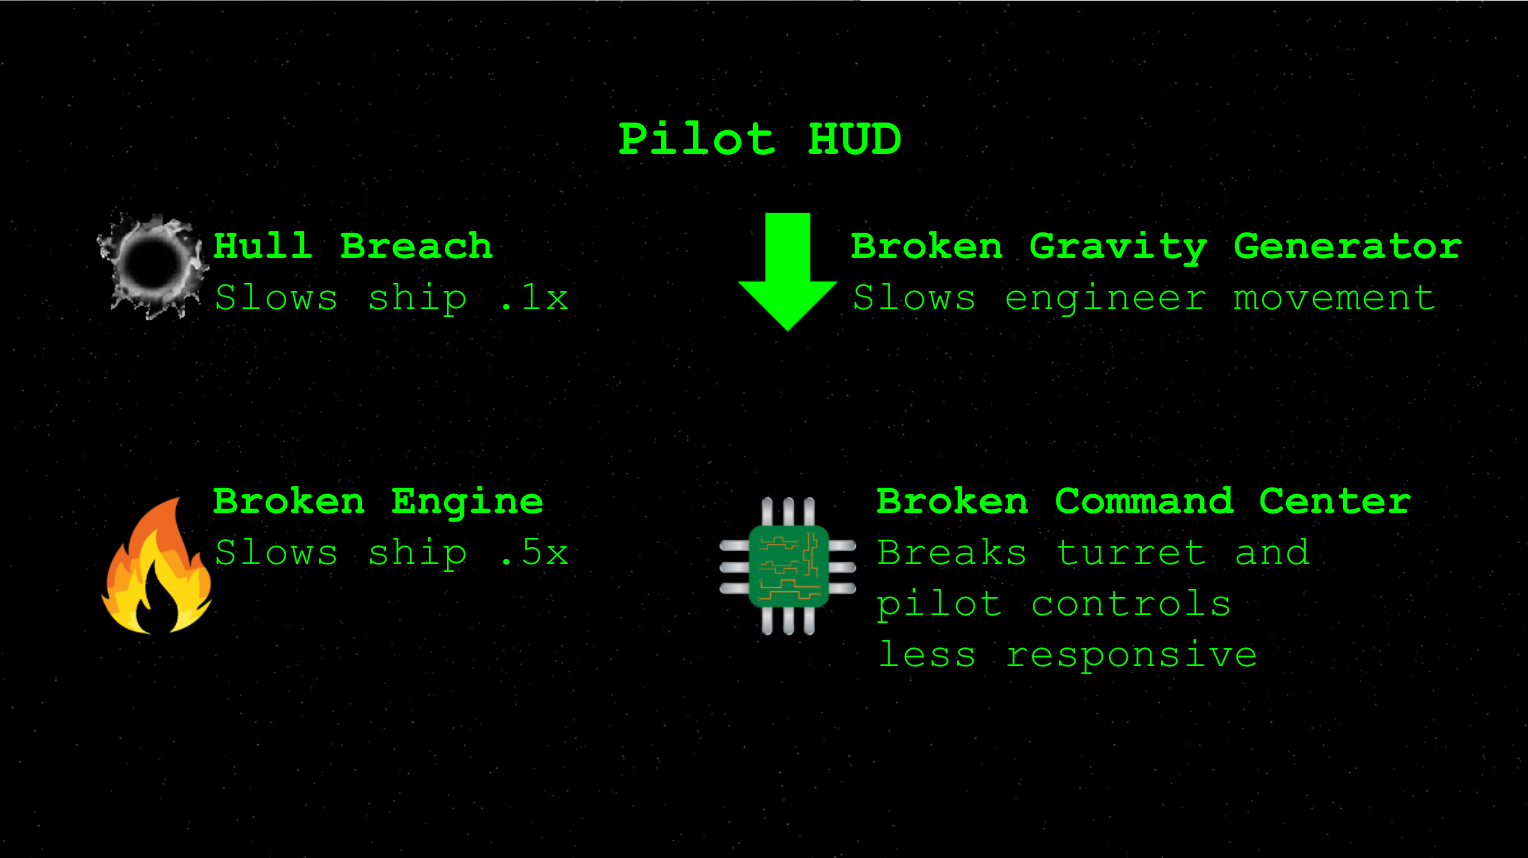 Pilot HUD
Hull Breach
Slows ship .1x
Broken Gravity Generator
Slows engineer movement
Broken Engine
Slows ship .5x
Broken Command Center
Breaks turret and
pilot controls
less responsive